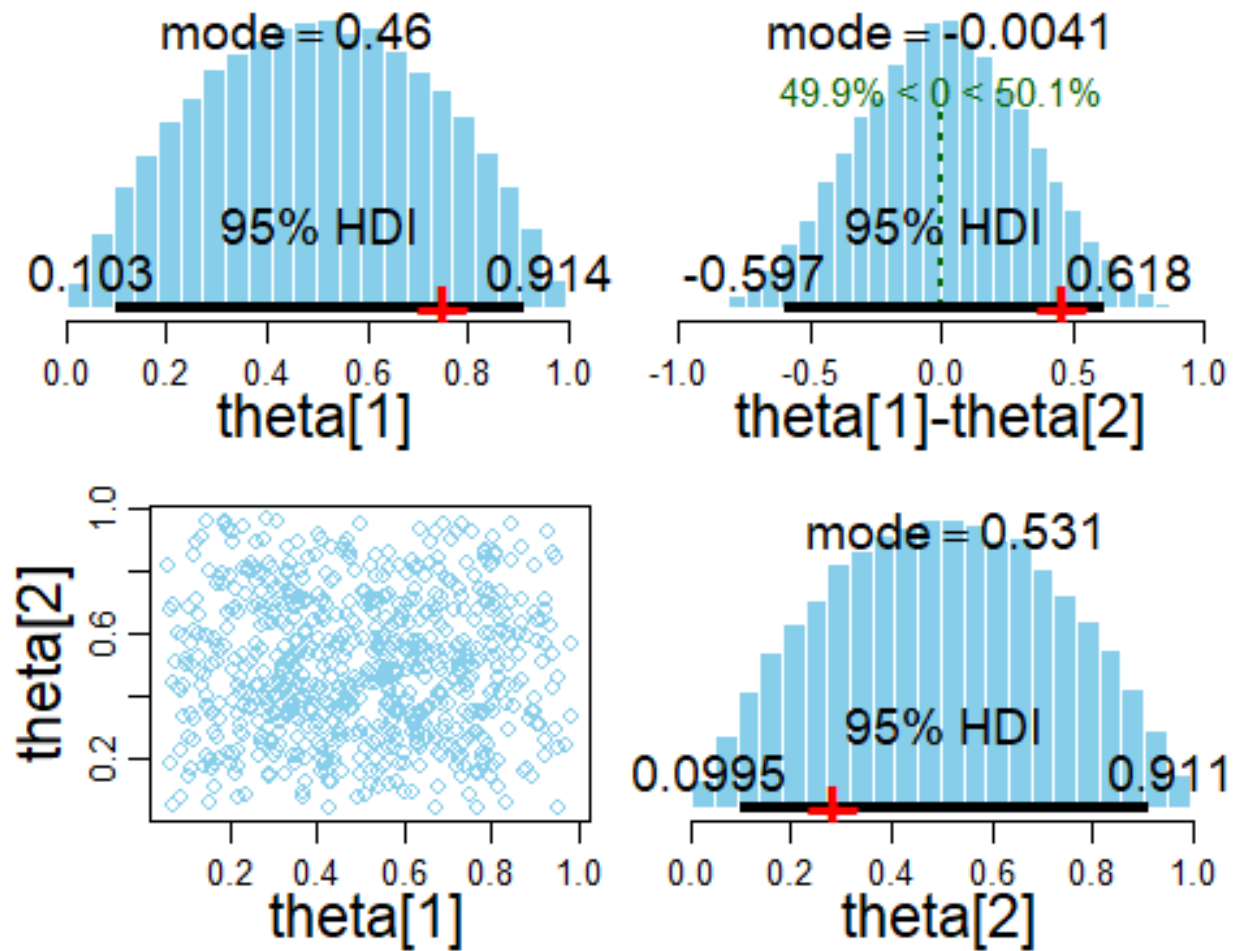 mode = 0.46
95% HDI
0.103 0.914
0.0 0.2 0.4 0.6 0.8 1.0
theta[1]
mode = -0.0041
49.9% < 0 < 50.1%
95% HDI
-0.597 0.618
-1.0 -0.5 0.0 0.5 1.0
theta[1]-theta[2]
theta[2]
1.0
0.6
0.2
0.2 0.4 0.6 0.8 1.0
theta[1]
mode = 0.531
95% HDI
0.0995 0.911
0.0 0.2 0.4 0.6 0.8 1.0
theta[2]